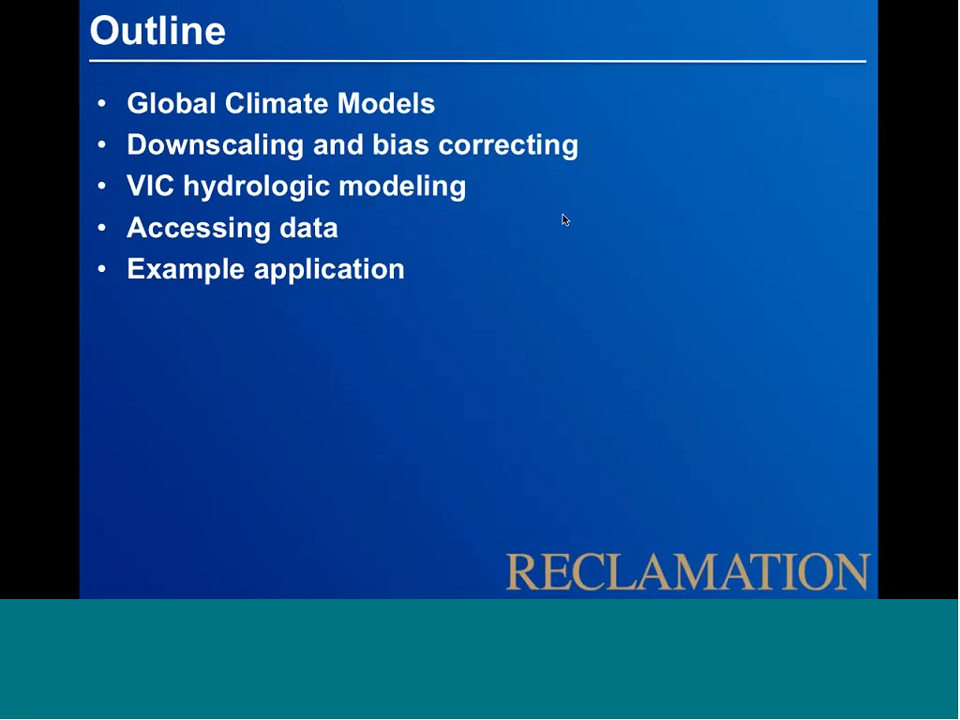 Outline
• Global Climate Models
• Downscaling and bias correcting
• VIC hydrologic modeling
• Accessing data
• Example application
RECLAMATION